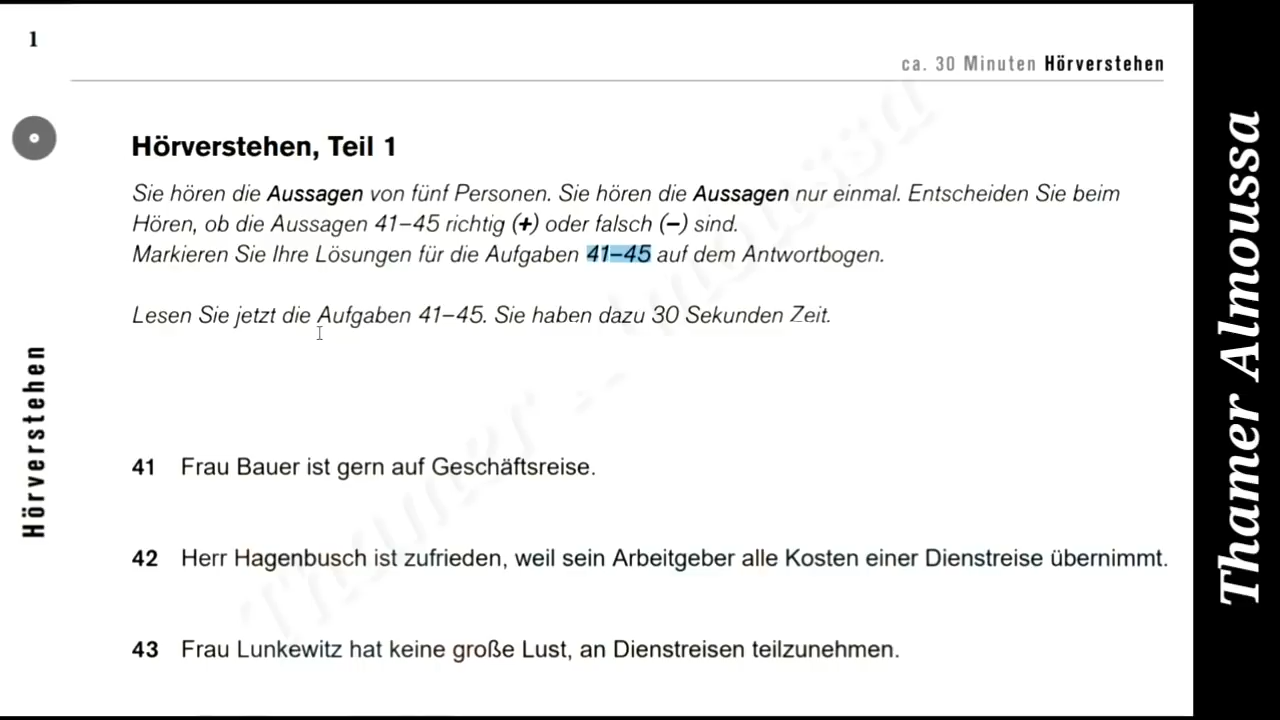 1
ca. 30 Minuten Hörverstehen
Hörverstehen, Teil 1
Sie hören die Aussagen von fünf Personen. Sie hören die Aussagen nur einmal. Entscheiden Sie beim
Hören, ob die Aussagen 41–45 richtig (+) oder falsch (–) sind.
Markieren Sie Ihre Lösungen für die Aufgaben 41–45 auf dem Antwortbogen.
Lesen Sie jetzt die Aufgaben 41–45. Sie haben dazu 30 Sekunden Zeit.
41 Frau Bauer ist gern auf Geschäftsreise.
42 Herr Hagenbusch ist zufrieden, weil sein Arbeitgeber alle Kosten einer Dienstreise übernimmt.
43 Frau Lunkewitz hat keine große Lust, an Dienstreisen teilzunehmen.
Hörverstehen
Thamer Almoussa